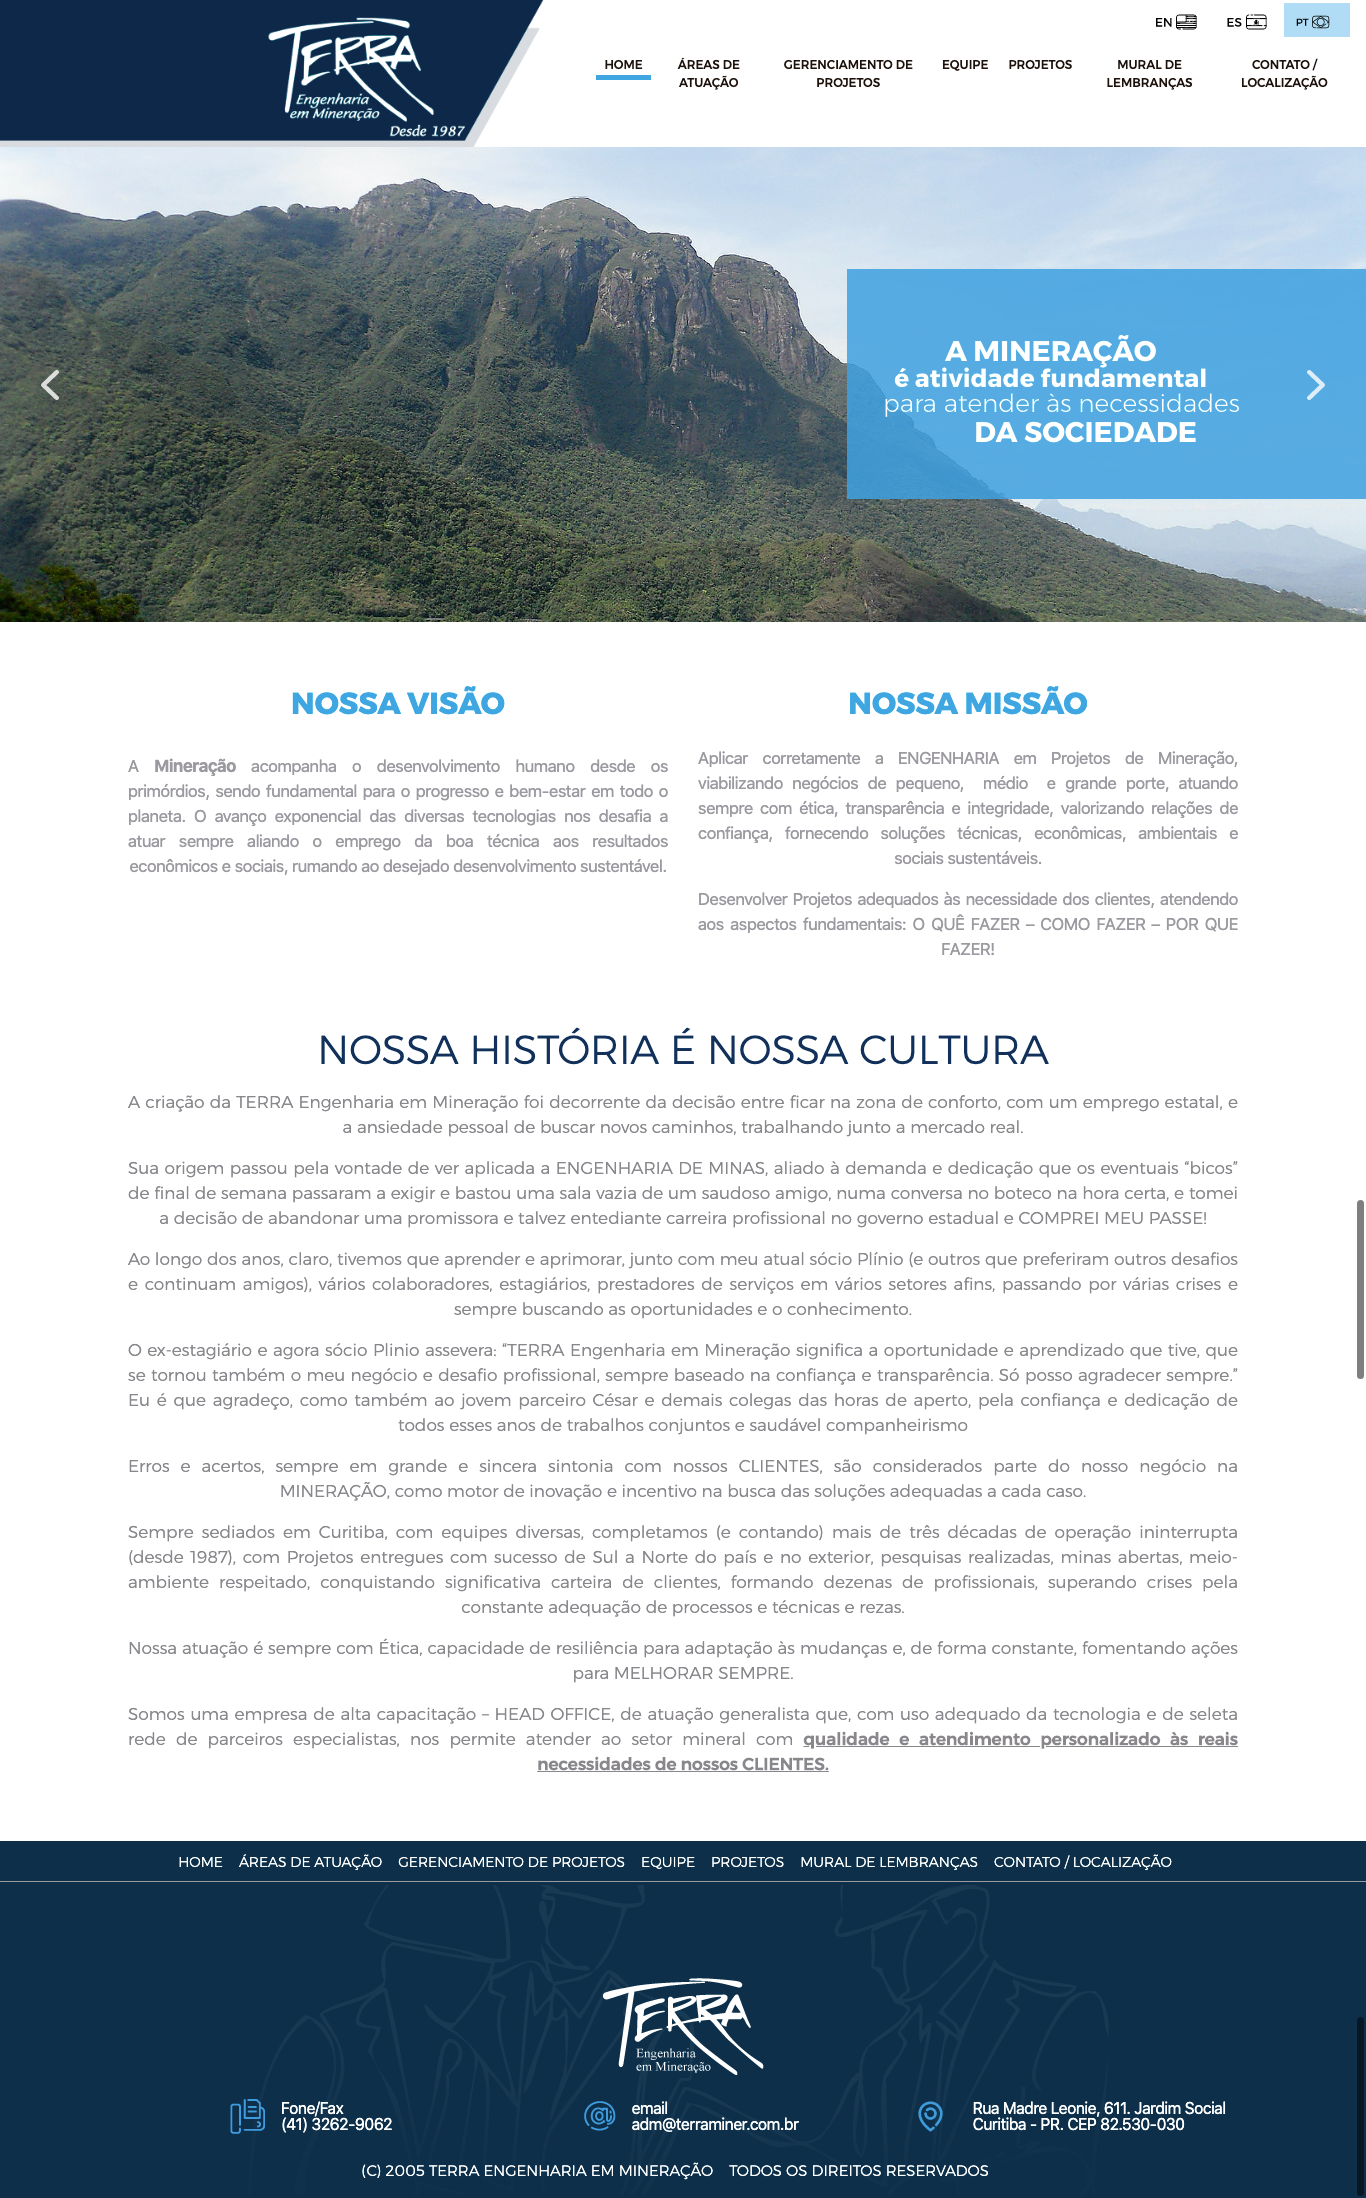 TERRA
Engenharia
em Mineração
Desde 1987
EN
ES
PT
HOME
ÁREAS DE
ATUAÇÃO
GERENCIAMENTO DE
PROJETOS
EQUIPE
PROJETOS
MURAL DE
LEMBRANÇAS
CONTATO /
LOCALIZAÇÃO
A MINERAÇÃO
é atividade fundamental
para atender às necessidades
DA SOCIEDADE
NOSSA VISÃO
A Mineração acompanha o desenvolvimento humano desde os
primórdios, sendo fundamental para o progresso e bem-estar em todo o
planeta. O avanço exponencial das diversas tecnologias nos desafia a
atuar sempre aliando o emprego da boa técnica aos resultados
econômicos e sociais, rumando ao desejado desenvolvimento sustentável.
NOSSA MISSÃO
Aplicar corretamente a ENGENHARIA em Projetos de Mineração,
viabilizando negócios de pequeno, médio e grande porte, atuando
sempre com ética, transparência e integridade, valorizando relações de
confiança, fornecendo soluções técnicas, econômicas, ambientais e
sociais sustentáveis.
Desenvolver Projetos adequados às necessidade dos clientes, atendendo
aos aspectos fundamentais: O QUÊ FAZER – COMO FAZER – POR QUE
FAZER!
NOSSA HISTÓRIA É NOSSA CULTURA
A criação da TERRA Engenharia em Mineração foi decorrente da decisão entre ficar na zona de conforto, com um emprego estatal, e
a ansiedade pessoal de buscar novos caminhos, trabalhando junto a mercado real.
Sua origem passou pela vontade de ver aplicada a ENGENHARIA DE MINAS, aliado à demanda e dedicação que os eventuais “bicos”
de final de semana passaram a exigir e bastou uma sala vazia de um saudoso amigo, numa conversa no boteco na hora certa, e tomei
a decisão de abandonar uma promissora e talvez entediante carreira profissional no governo estadual e COMPREI MEU PASSE!
Ao longo dos anos, claro, tivemos que aprender e aprimorar, junto com meu atual sócio Plínio (e outros que preferiram outros desafios
e continuam amigos), vários colaboradores, estagiários, prestadores de serviços em vários setores afins, passando por várias crises e
sempre buscando as oportunidades e o conhecimento.
O ex-estagiário e agora sócio Plinio assevera: “TERRA Engenharia em Mineração significa a oportunidade e aprendizado que tive, que
se tornou também o meu negócio e desafio profissional, sempre baseado na confiança e transparência. Só posso agradecer sempre.”
Eu é que agradeço, como também ao jovem parceiro César e demais colegas das horas de aperto, pela confiança e dedicação de
todos esses anos de trabalhos conjuntos e saudável companheirismo
Erros e acertos, sempre em grande e sincera sintonia com nossos CLIENTES, são considerados parte do nosso negócio na
MINERAÇÃO, como motor de inovação e incentivo na busca das soluções adequadas a cada caso.
Sempre sediados em Curitiba, com equipes diversas, completamos (e contando) mais de três décadas de operação ininterrupta
(desde 1987), com Projetos entregues com sucesso de Sul a Norte do país e no exterior, pesquisas realizadas, minas abertas, meio-
ambiente respeitado, conquistando significativa carteira de clientes, formando dezenas de profissionais, superando crises pela
constante adequação de processos e técnicas e rezas.
Nossa atuação é sempre com Ética, capacidade de resiliência para adaptação às mudanças e, de forma constante, fomentando ações
para MELHORAR SEMPRE.
Somos uma empresa de alta capacitação – HEAD OFFICE, de atuação generalista que, com uso adequado da tecnologia e de seleta
rede de parceiros especialistas, nos permite atender ao setor mineral com qualidade e atendimento personalizado às reais
necessidades de nossos CLIENTES.
HOME ÁREAS DE ATUAÇÃO GERENCIAMENTO DE PROJETOS EQUIPE PROJETOS MURAL DE LEMBRANÇAS CONTATO / LOCALIZAÇÃO
TERRA
Engenharia
em Mineração
Fone/Fax
(41) 3262-9062
email
adm@terraminer.com.br
Rua Madre Leonie, 611. Jardim Social
Curitiba - PR. CEP 82.530-030
(C) 2005 TERRA ENGENHARIA EM MINERAÇÃO TODOS OS DIREITOS RESERVADOS